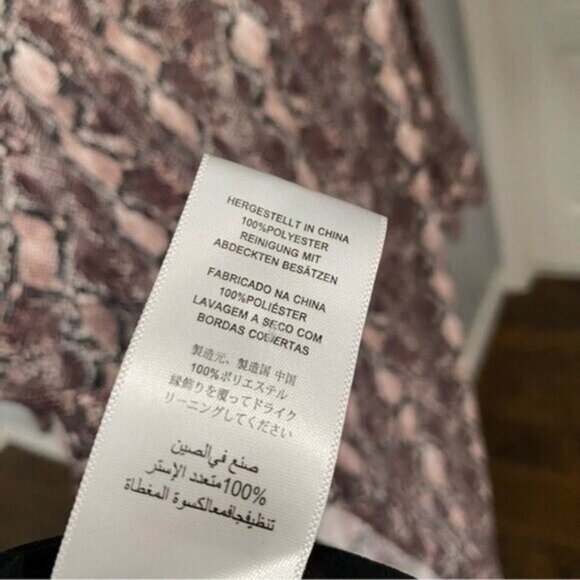 HERGESTELLT IN CHINA
100%POLYESTER
REINIGUNG MIT
ABDECKTEN BESÄTZEN
FABRICADO NA CHINA
100%POLIÉSTER
LAVAGEM A SECO COM
BORDAS COBERTAS
製造元、製造国 中国
100%ポリエステル
縁飾りを覆ってドライク
リーニングしてください
صنع في الصين
100%متعدد الإستر
تنظيفجافمعالكسوة المغطاة